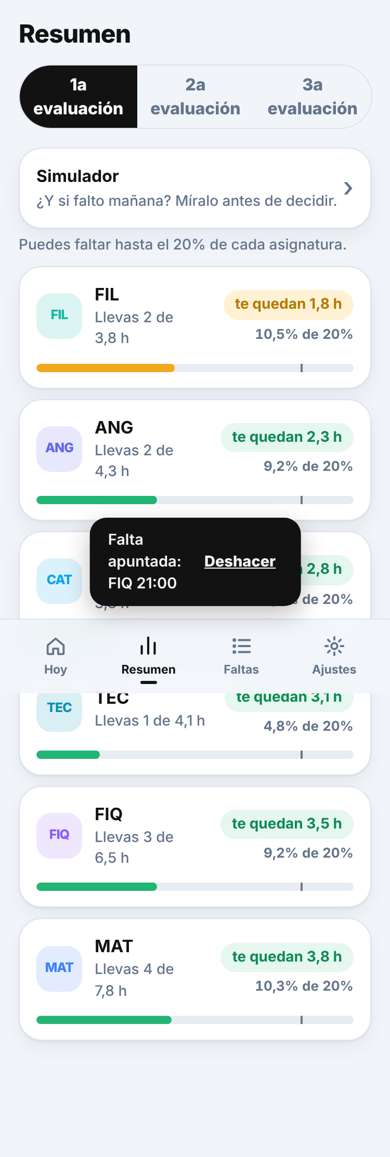 Resumen
1a
evaluación
2a
evaluación
3a
evaluación
Simulador
¿Y si falto mañana? Míralo antes de decidir.
Puedes faltar hasta el 20% de cada asignatura.
FIL
FIL
Llevas 2 de
3,8 h
te quedan 1,8 h
10,5% de 20%
ANG
ANG
Llevas 2 de
4,3 h
te quedan 2,3 h
9,2% de 20%
CAT
2,8 h
de 20%
Falta
apuntada:
FIQ 21:00
Deshacer
Hoy
Resumen
Faltas
Ajustes
TEC
TEC
Llevas 1 de 4,1 h
te quedan 3,1 h
4,8% de 20%
FIQ
FIQ
Llevas 3 de
6,5 h
te quedan 3,5 h
9,2% de 20%
MAT
MAT
Llevas 4 de
7,8 h
te quedan 3,8 h
10,3% de 20%